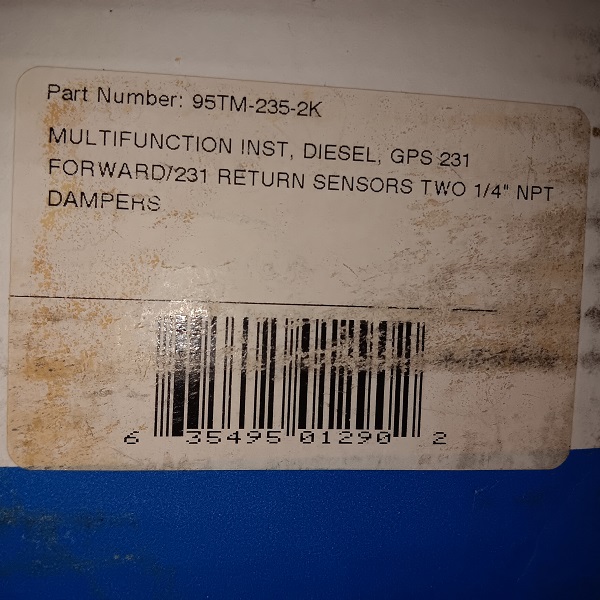 Part Number: 95TM-235-2K
MULTIFUNCTION INST, DIESEL, GPS 231
FORWARD/231 RETURN SENSORS TWO 1/4" NPT
DAMPERS
6 35495 01290 2